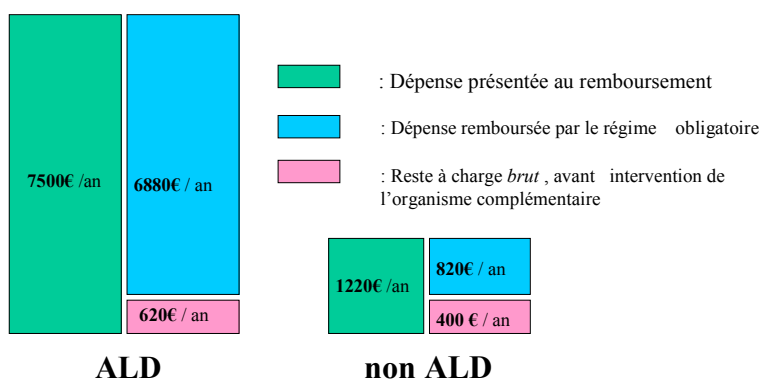 : Dépense présentée au remboursement
: Dépense remboursée par le régime obligatoire
: Reste à charge brut , avant intervention de
l'organisme complémentaire
7500€ /an
6880€ / an
620€ / an
ALD
1220€ /an
820€ / an
400 € / an
non ALD